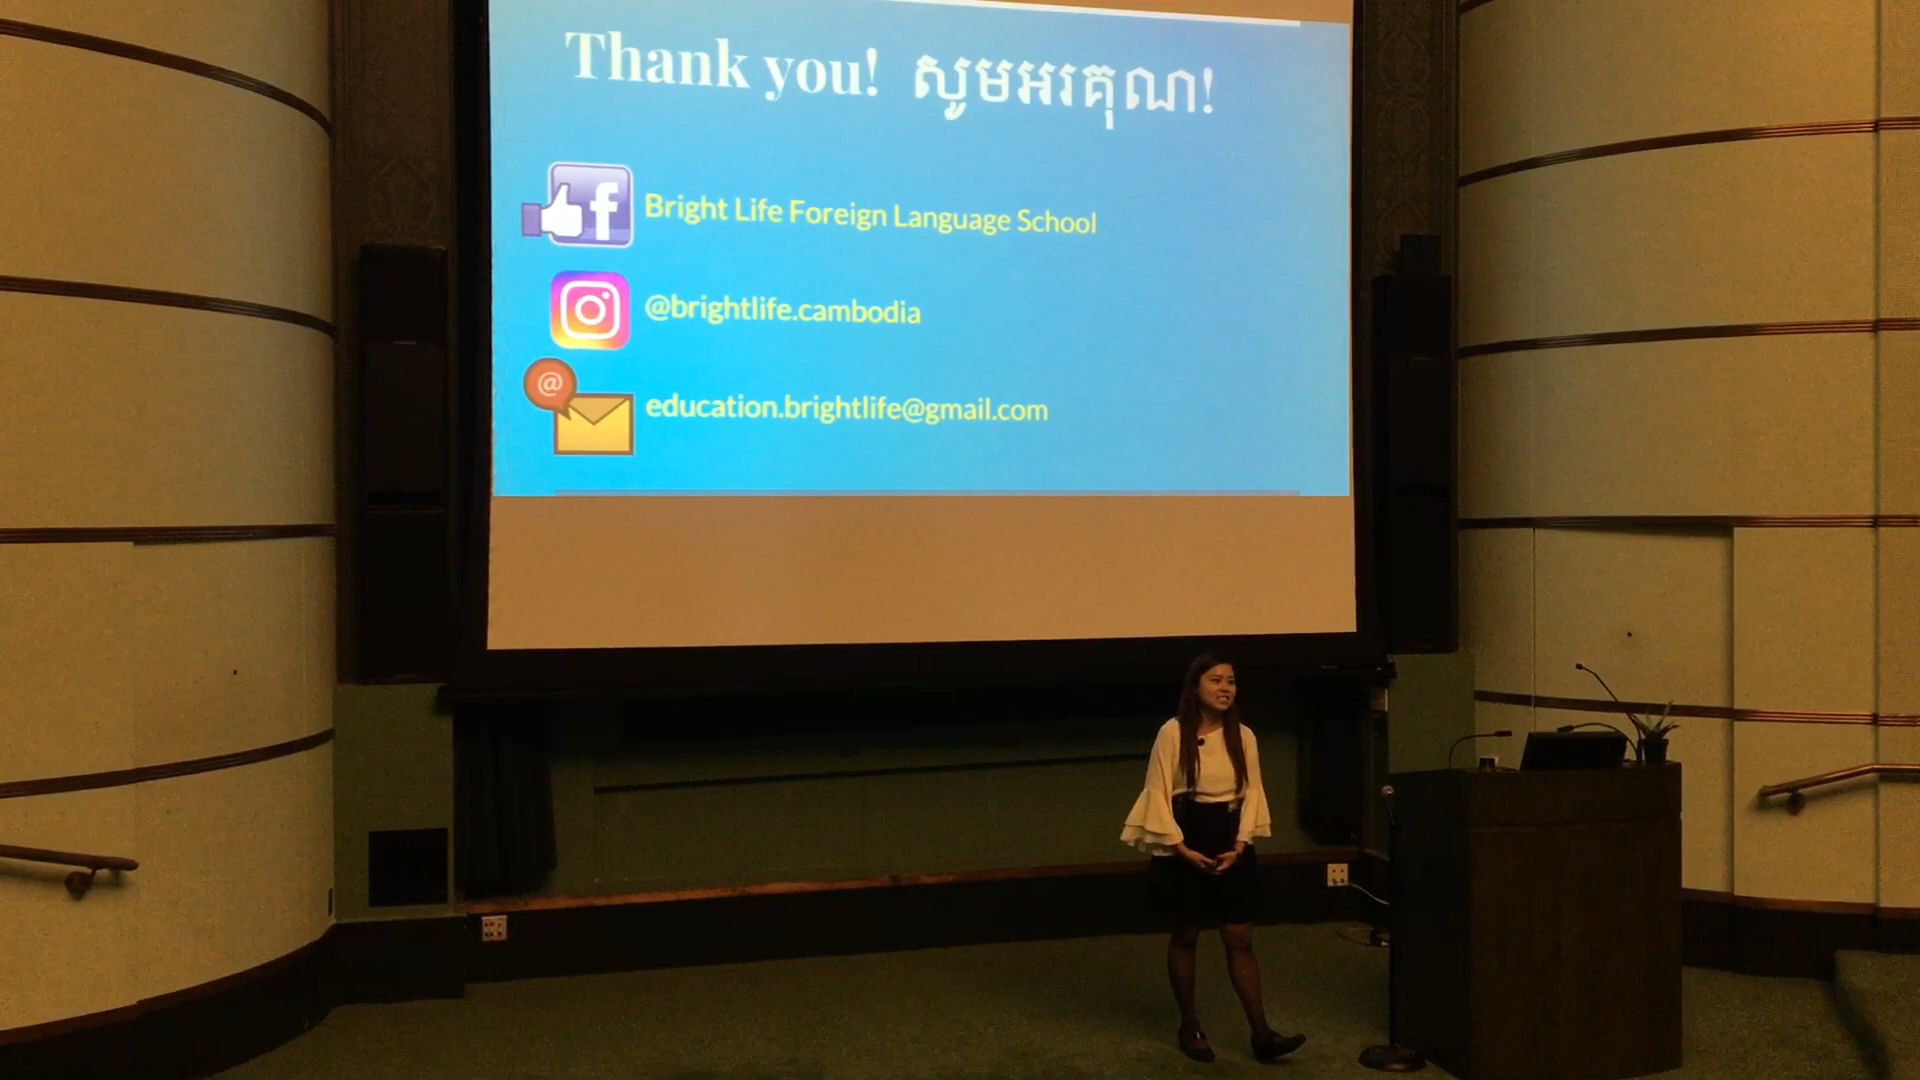 Thank you! សូមអរគុណ!
f Bright Life Foreign Language School
@brightlife.cambodia
@
education.brightlife@gmail.com